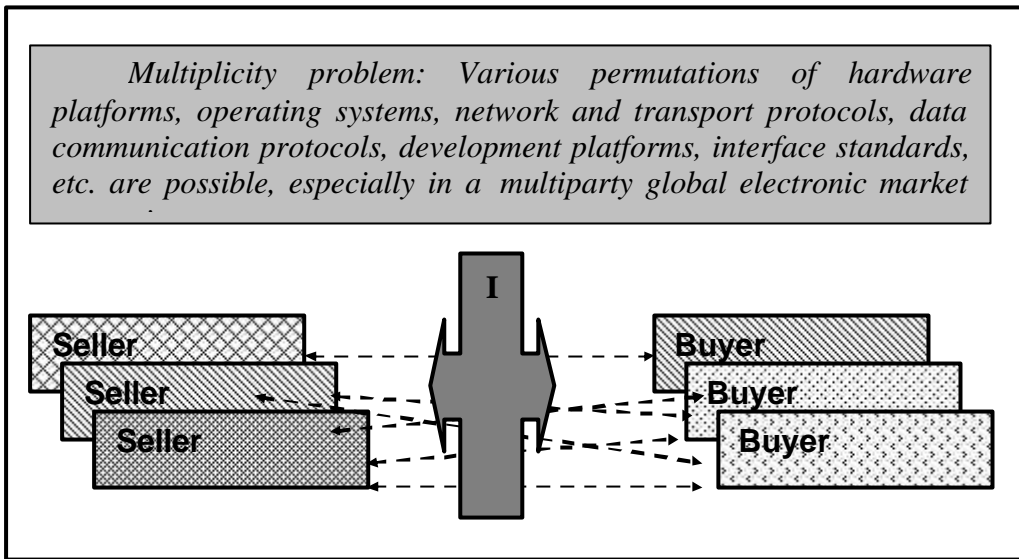 Multiplicity problem: Various permutations of hardware
platforms, operating systems, network and transport protocols, data
communication protocols, development platforms, interface standards,
etc. are possible, especially in a multiparty global electronic market
I
Seller
Buyer
Seller
Buyer
Seller
Buyer